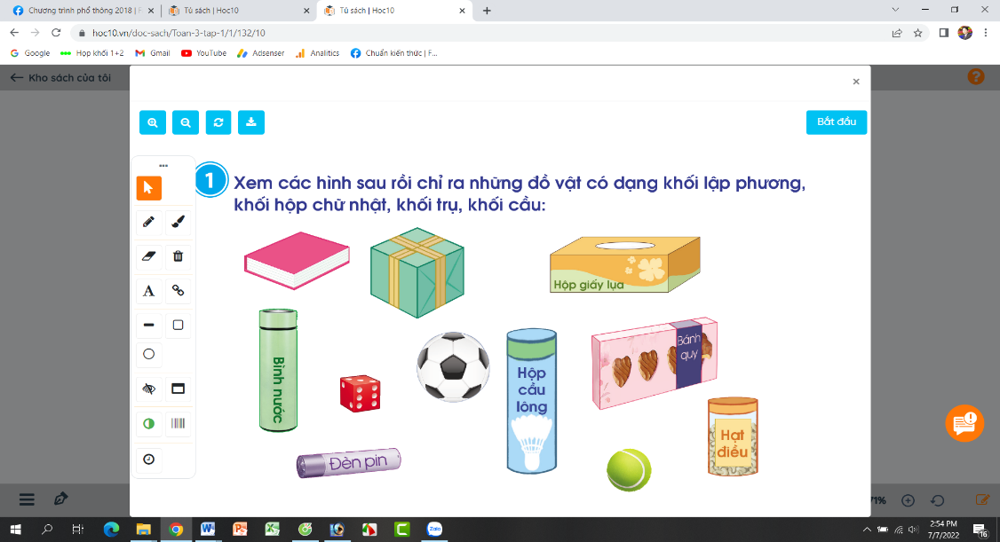 Chương trình phổ thông 2018 | F
Tủ sách | Hoc10
Tủ sách | Hoc10
hoc10.vn/doc-sach/Toan-3-tap-1/1/132/10
Google
Họp khối 1+2
Gmail
YouTube
Adsenser
Analitics
Chuẩn kiến thức | F...
Kho sách của tôi
Bắt đầu
1
Xem các hình sau rồi chỉ ra những đồ vật có dạng khối lập phương,
khối hộp chữ nhật, khối trụ, khối cầu:
Hộp giấy lụa
Bình nước
Hộp
cầu
lông
Bánh
quy
Hạt
điều
Đèn pin
71%
Zalo
2:54 PM
7/7/2022
16